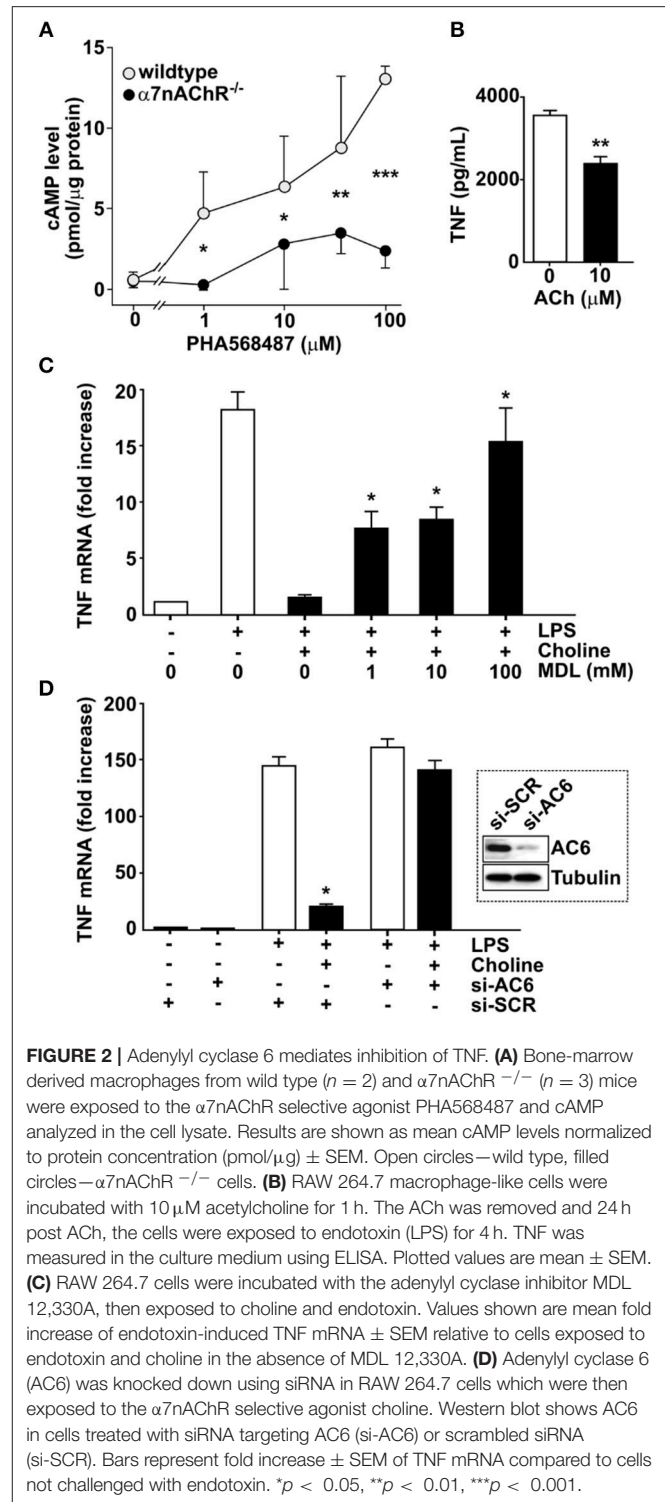 A
wildtype
α7nAChR-/-
cAMP level
(pmol/μg protein)
15
10
5
0
*
*
**
***
0
1
10
100
PHA568487 (μM)
B
TNF (pg/mL)
4000
2000
0
**
0
10
ACh (μM)
C
TNF mRNA (fold increase)
20
15
10
5
0
*
*
*
- + + + + + LPS
- - + + + + Choline
0 0 0 1 10 100 MDL (mM)
D
TNF mRNA (fold increase)
200
150
100
50
0
*
si-SCR
si-AC6
AC6
Tubulin
- - + + + + LPS
- - - + - + Choline
- + - - + + si-AC6
+ - + + - - si-SCR
FIGURE 2 | Adenylyl cyclase 6 mediates inhibition of TNF. (A) Bone-marrow
derived macrophages from wild type (n = 2) and α7nAChR −/− (n = 3) mice
were exposed to the α7nAChR selective agonist PHA568487 and cAMP
analyzed in the cell lysate. Results are shown as mean cAMP levels normalized
to protein concentration (pmol/μg) ± SEM. Open circles—wild type, filled
circles—α7nAChR −/− cells. (B) RAW 264.7 macrophage-like cells were
incubated with 10 μM acetylcholine for 1 h. The ACh was removed and 24 h
post ACh, the cells were exposed to endotoxin (LPS) for 4 h. TNF was
measured in the culture medium using ELISA. Plotted values are mean ± SEM.
(C) RAW 264.7 cells were incubated with the adenylyl cyclase inhibitor MDL
12,330A, then exposed to choline and endotoxin. Values shown are mean fold
increase of endotoxin-induced TNF mRNA ± SEM relative to cells exposed to
endotoxin and choline in the absence of MDL 12,330A. (D) Adenylyl cyclase 6
(AC6) was knocked down using siRNA in RAW 264.7 cells which were then
exposed to the α7nAChR selective agonist choline. Western blot shows AC6
in cells treated with siRNA targeting AC6 (si-AC6) or scrambled siRNA
(si-SCR). Bars represent fold increase ± SEM of TNF mRNA compared to cells
not challenged with endotoxin. *p < 0.05, **p < 0.01, ***p < 0.001.